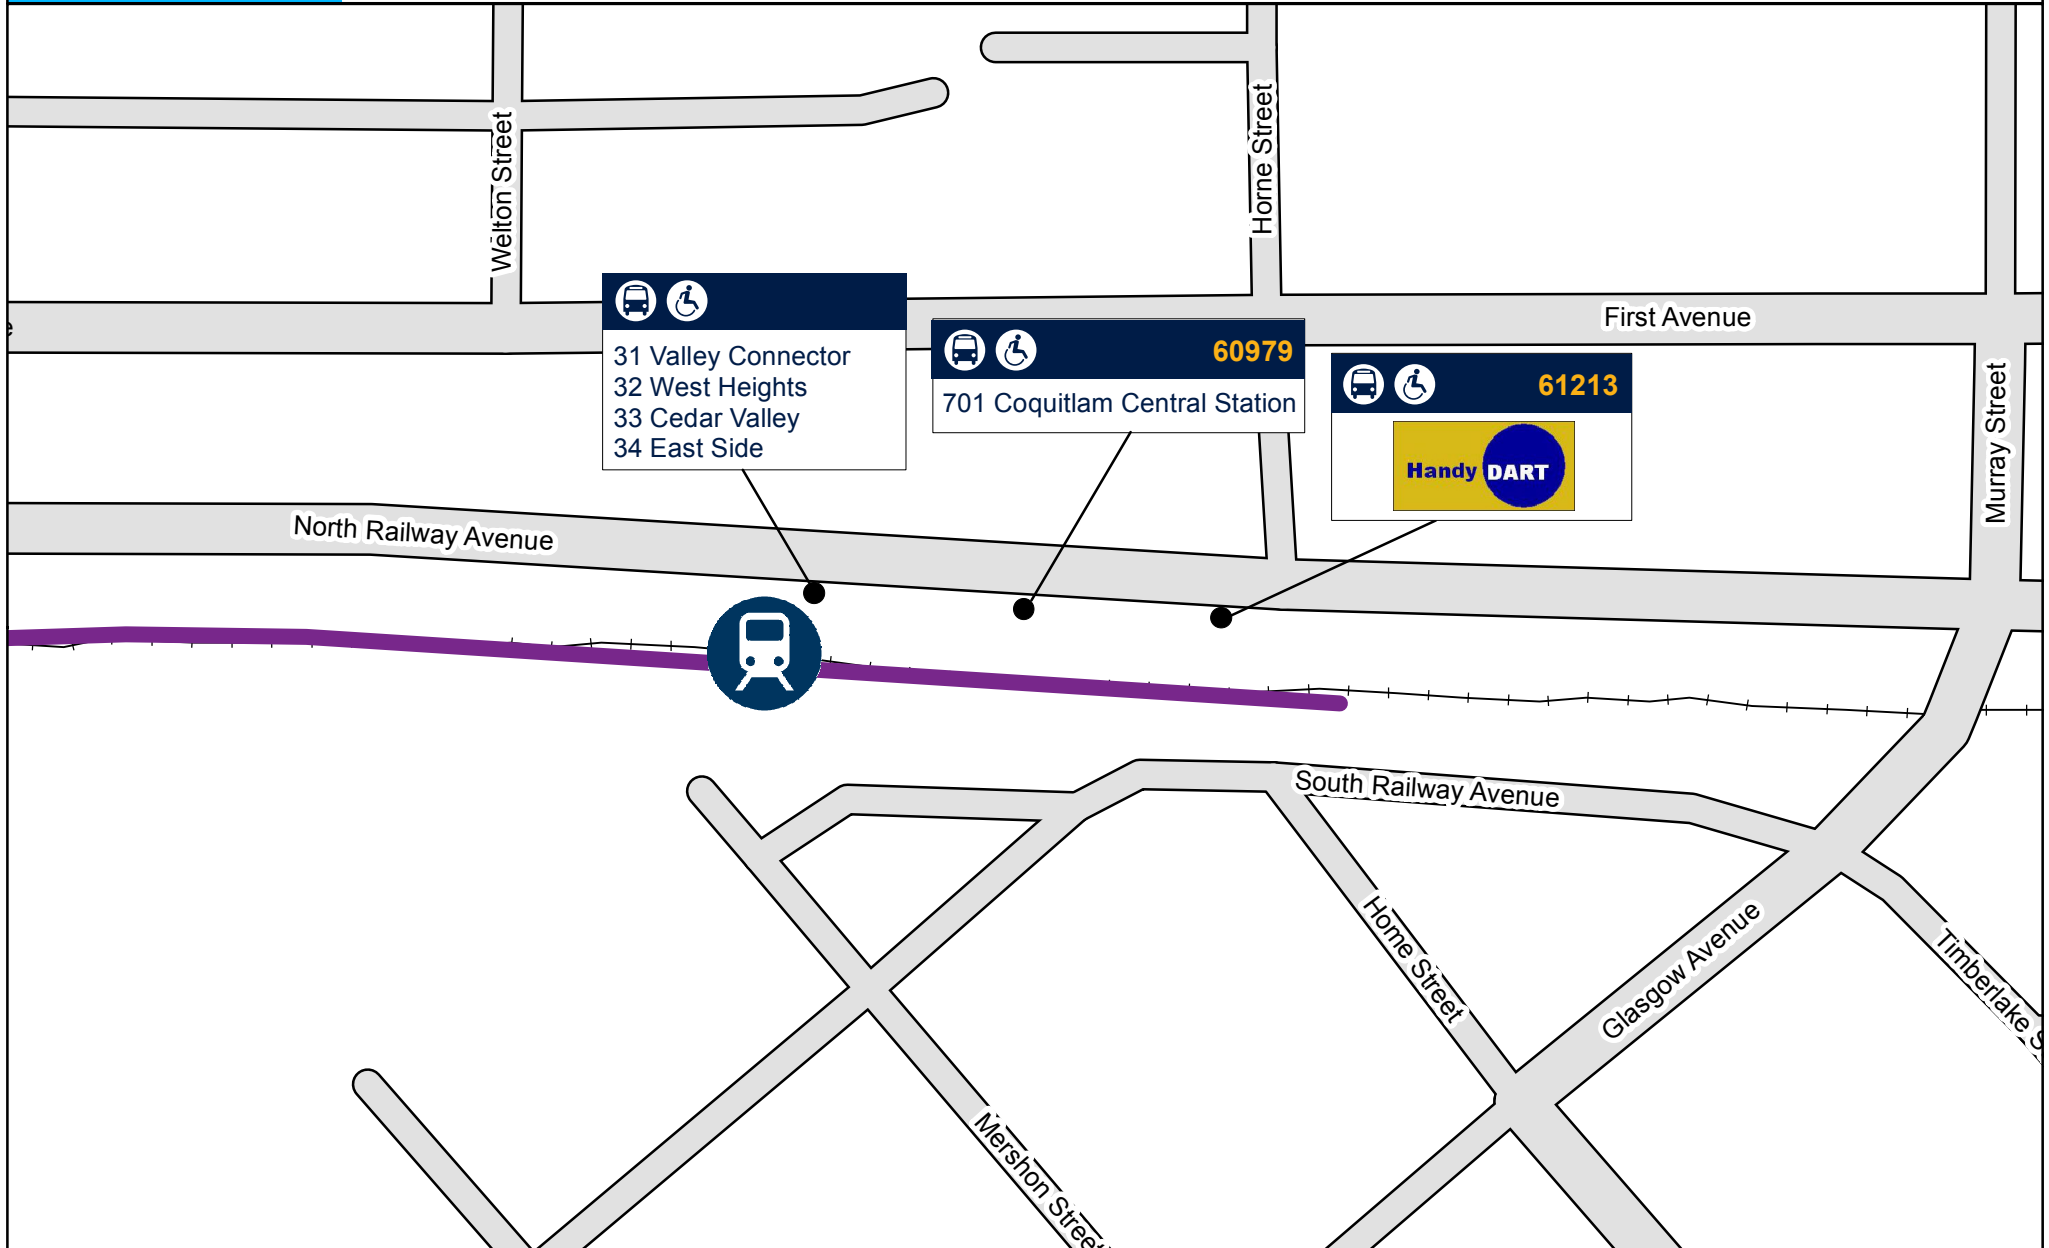 Welton Street
Horne Street
First Avenue
31 Valley Connector
32 West Heights
33 Cedar Valley
34 East Side
60979
701 Coquitlam Central Station
61213
Handy DART
Murray Street
North Railway Avenue
South Railway Avenue
Home Street
Glasgow Avenue
Timberlake S
Mershon Street